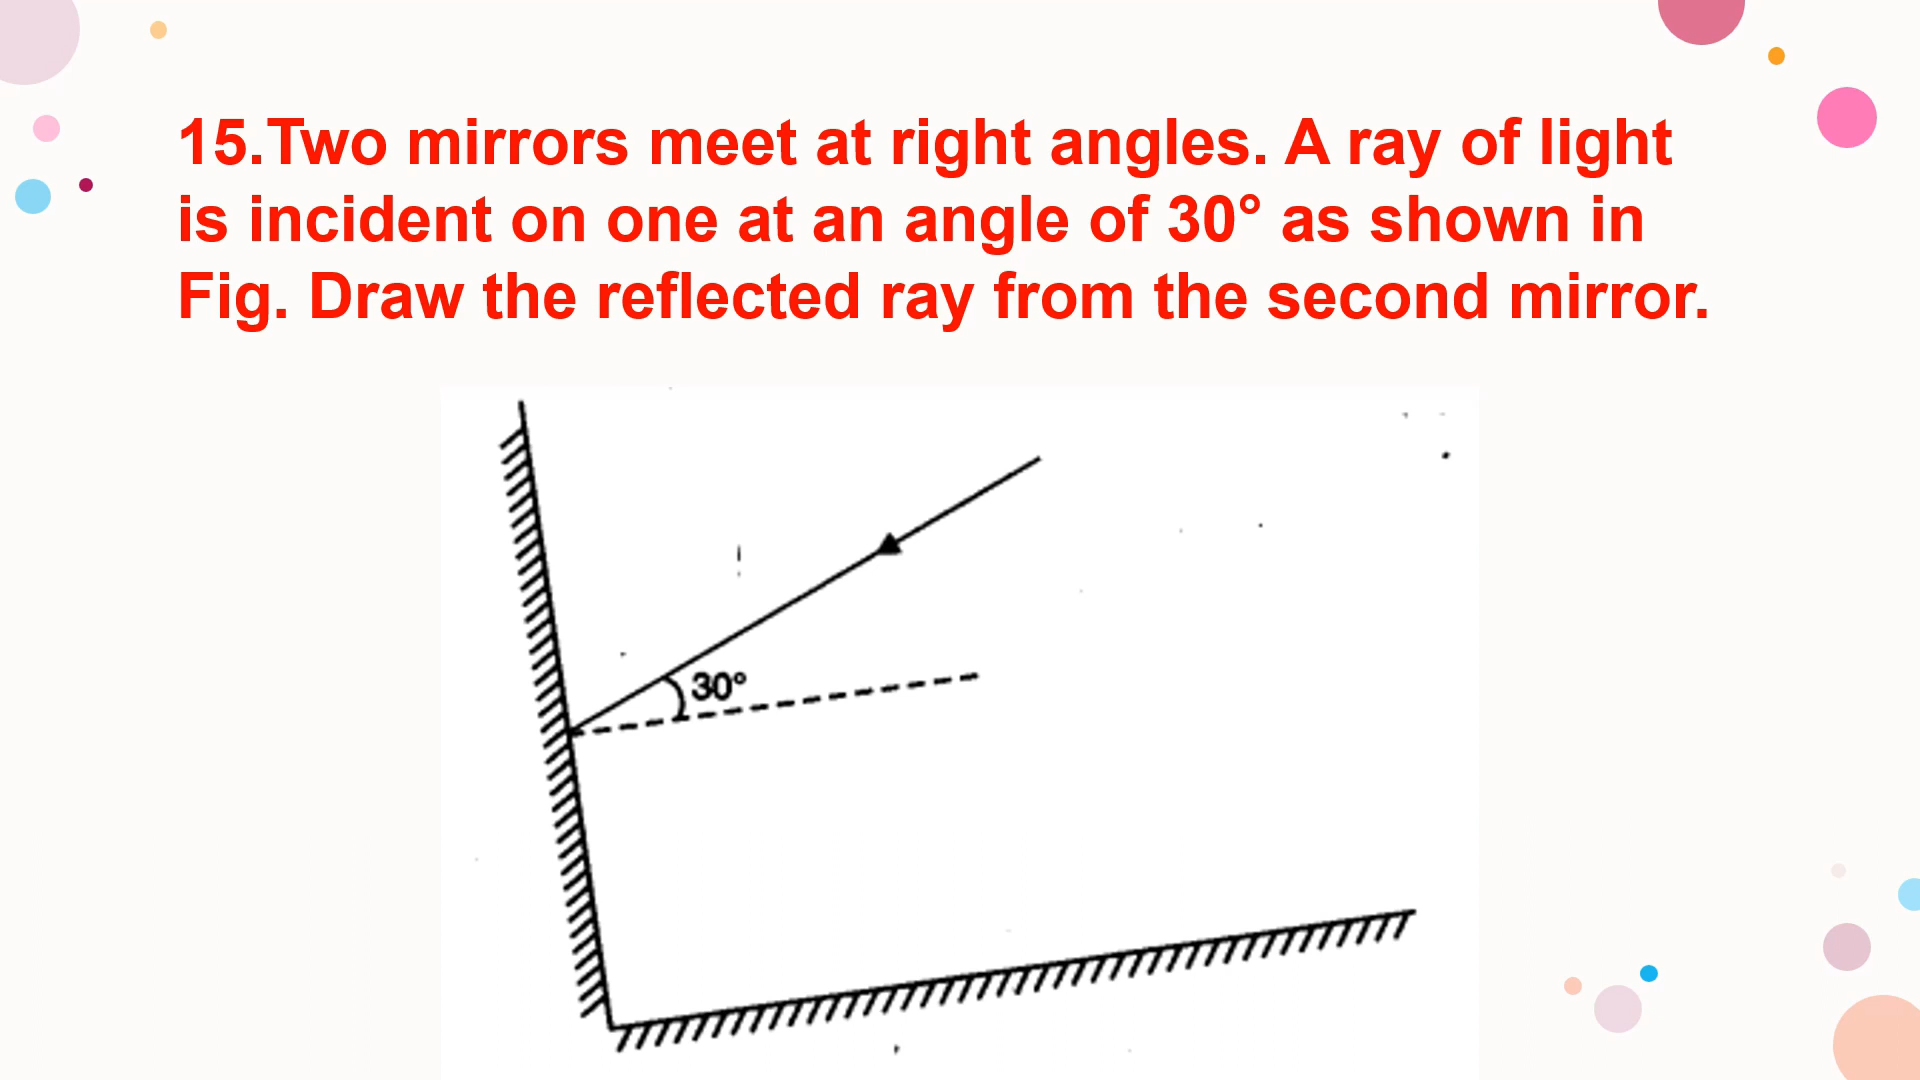 15.Two mirrors meet at right angles. A ray of light
is incident on one at an angle of 30° as shown in
Fig. Draw the reflected ray from the second mirror.
30°